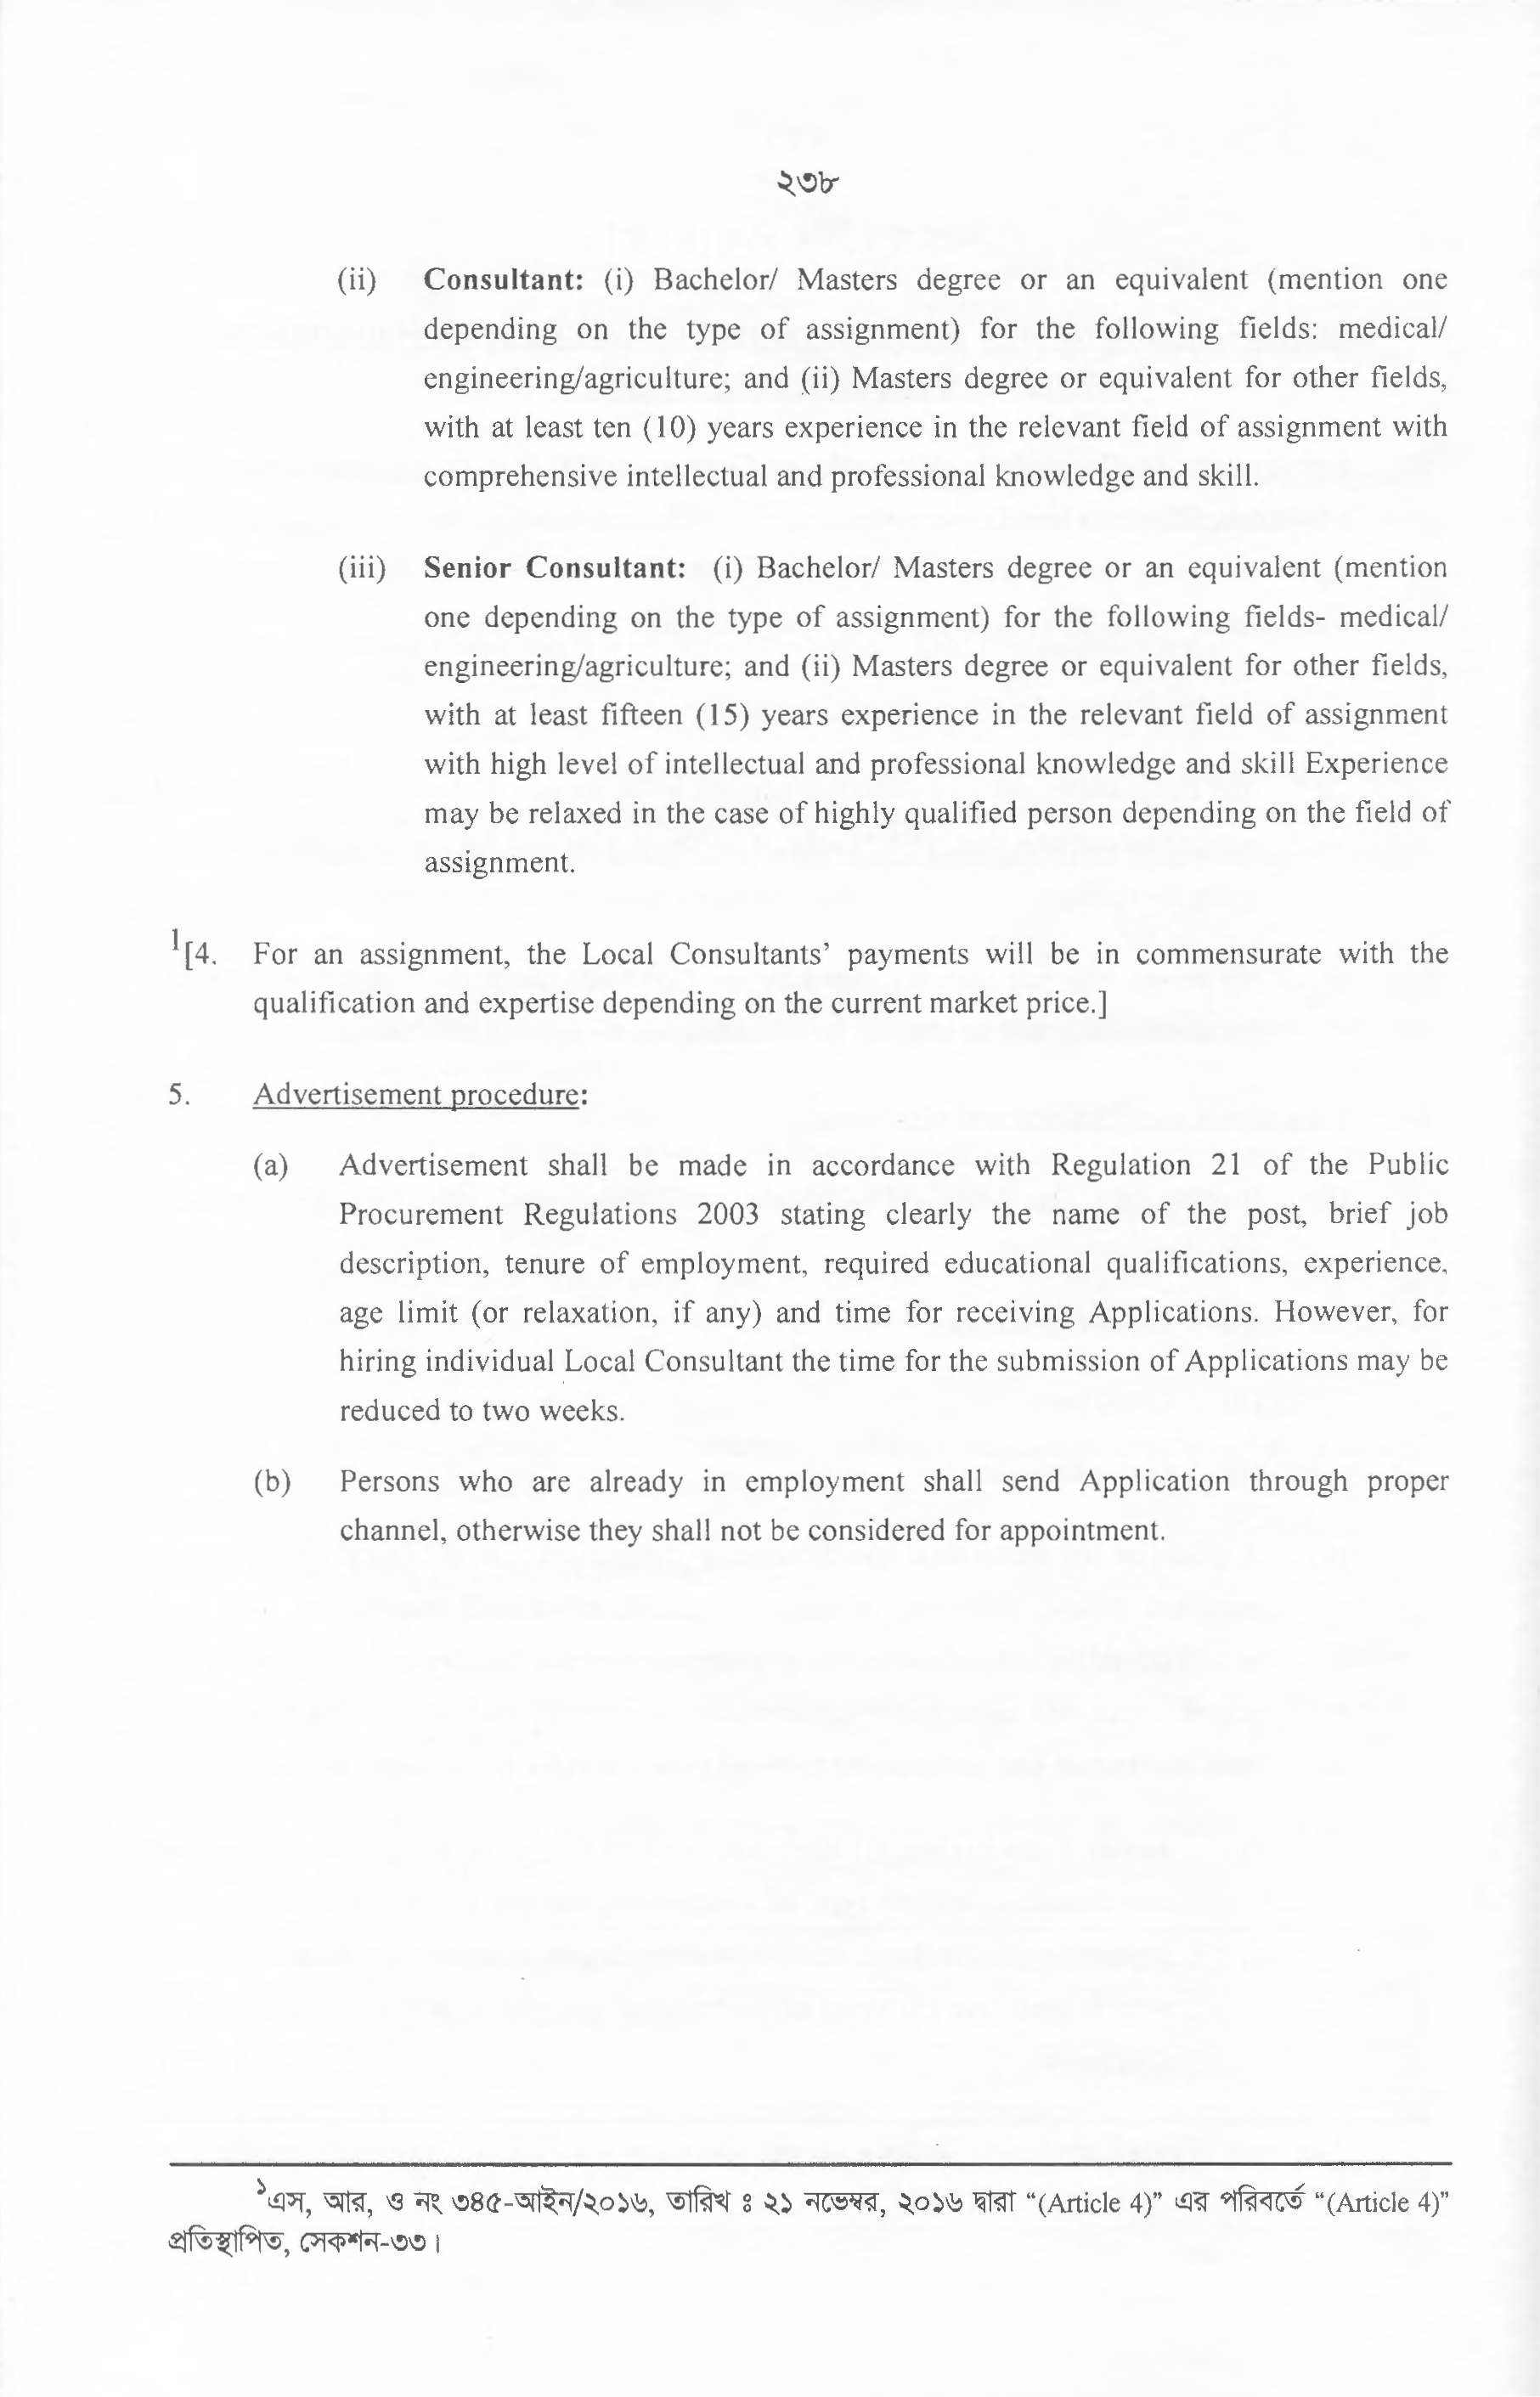 ২৩৮
(ii) Consultant: (i) Bachelor/ Masters degree or an equivalent (mention one
depending on the type of assignment) for the following fields: medical/
engineering/agriculture; and (ii) Masters degree or equivalent for other fields,
with at least ten (10) years experience in the relevant field of assignment with
comprehensive intellectual and professional knowledge and skill.
(iii) Senior Consultant: (i) Bachelor/ Masters degree or an equivalent (mention
one depending on the type of assignment) for the following fields- medical/
engineering/agriculture; and (ii) Masters degree or equivalent for other fields,
with at least fifteen (15) years experience in the relevant field of assignment
with high level of intellectual and professional knowledge and skill Experience
may be relaxed in the case of highly qualified person depending on the field of
assignment.
¹[4. For an assignment, the Local Consultants’ payments will be in commensurate with the
qualification and expertise depending on the current market price.]
5. Advertisement procedure:
(a) Advertisement shall be made in accordance with Regulation 21 of the Public
Procurement Regulations 2003 stating clearly the name of the post, brief job
description, tenure of employment, required educational qualifications, experience,
age limit (or relaxation, if any) and time for receiving Applications. However, for
hiring individual Local Consultant the time for the submission of Applications may be
reduced to two weeks.
(b) Persons who are already in employment shall send Application through proper
channel, otherwise they shall not be considered for appointment.
১এস, আর, ও নং ৩৪৫-আইন/২০১৬, তারিখ ঃ ২১ নভেম্বর, ২০১৬ দ্বারা “(Article 4)” এর পরিবর্তে “(Article 4)”
প্রতিস্থাপিত, সেকশন-৩৩।